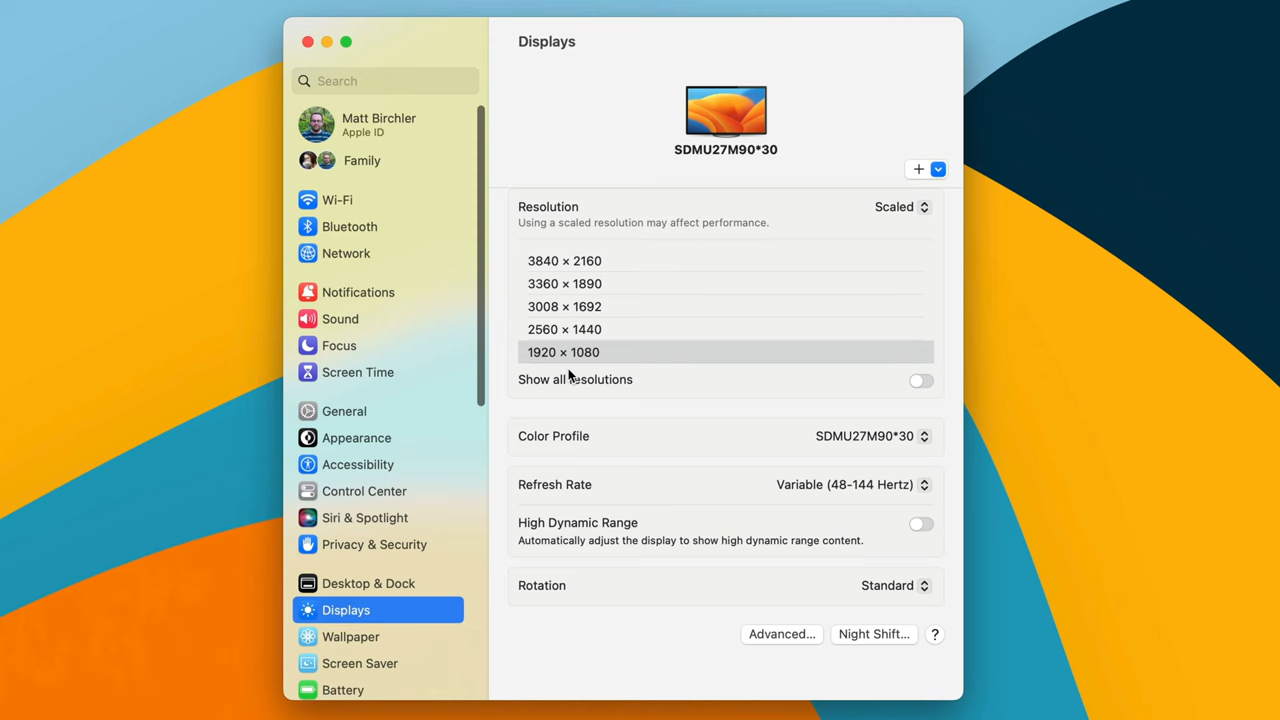 Search
Matt Birchler
Apple ID
Family
Wi-Fi
Bluetooth
Network
Notifications
Sound
Focus
Screen Time
General
Appearance
Accessibility
Control Center
Siri & Spotlight
Privacy & Security
Desktop & Dock
Displays
Wallpaper
Screen Saver
Battery
Displays
SDMU27M90*30
Resolution
Scaled
Using a scaled resolution may affect performance.
3840 × 2160
3360 × 1890
3008 × 1692
2560 × 1440
1920 × 1080
Show all resolutions
Color Profile
SDMU27M90*30
Refresh Rate
Variable (48-144 Hertz)
High Dynamic Range
Automatically adjust the display to show high dynamic range content.
Rotation
Standard
Advanced...
Night Shift...
?